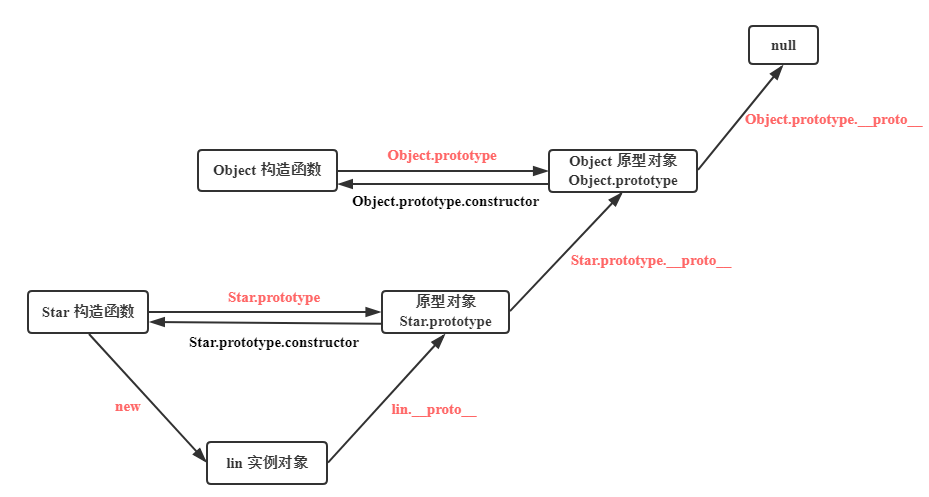 null
Object.prototype.__proto__
Object 构造函数
Object.prototype
Object 原型对象
Object.prototype
Object.prototype.constructor
Star.prototype.__proto__
Star 构造函数
Star.prototype
原型对象
Star.prototype
Star.prototype.constructor
new
lin.__proto__
lin 实例对象